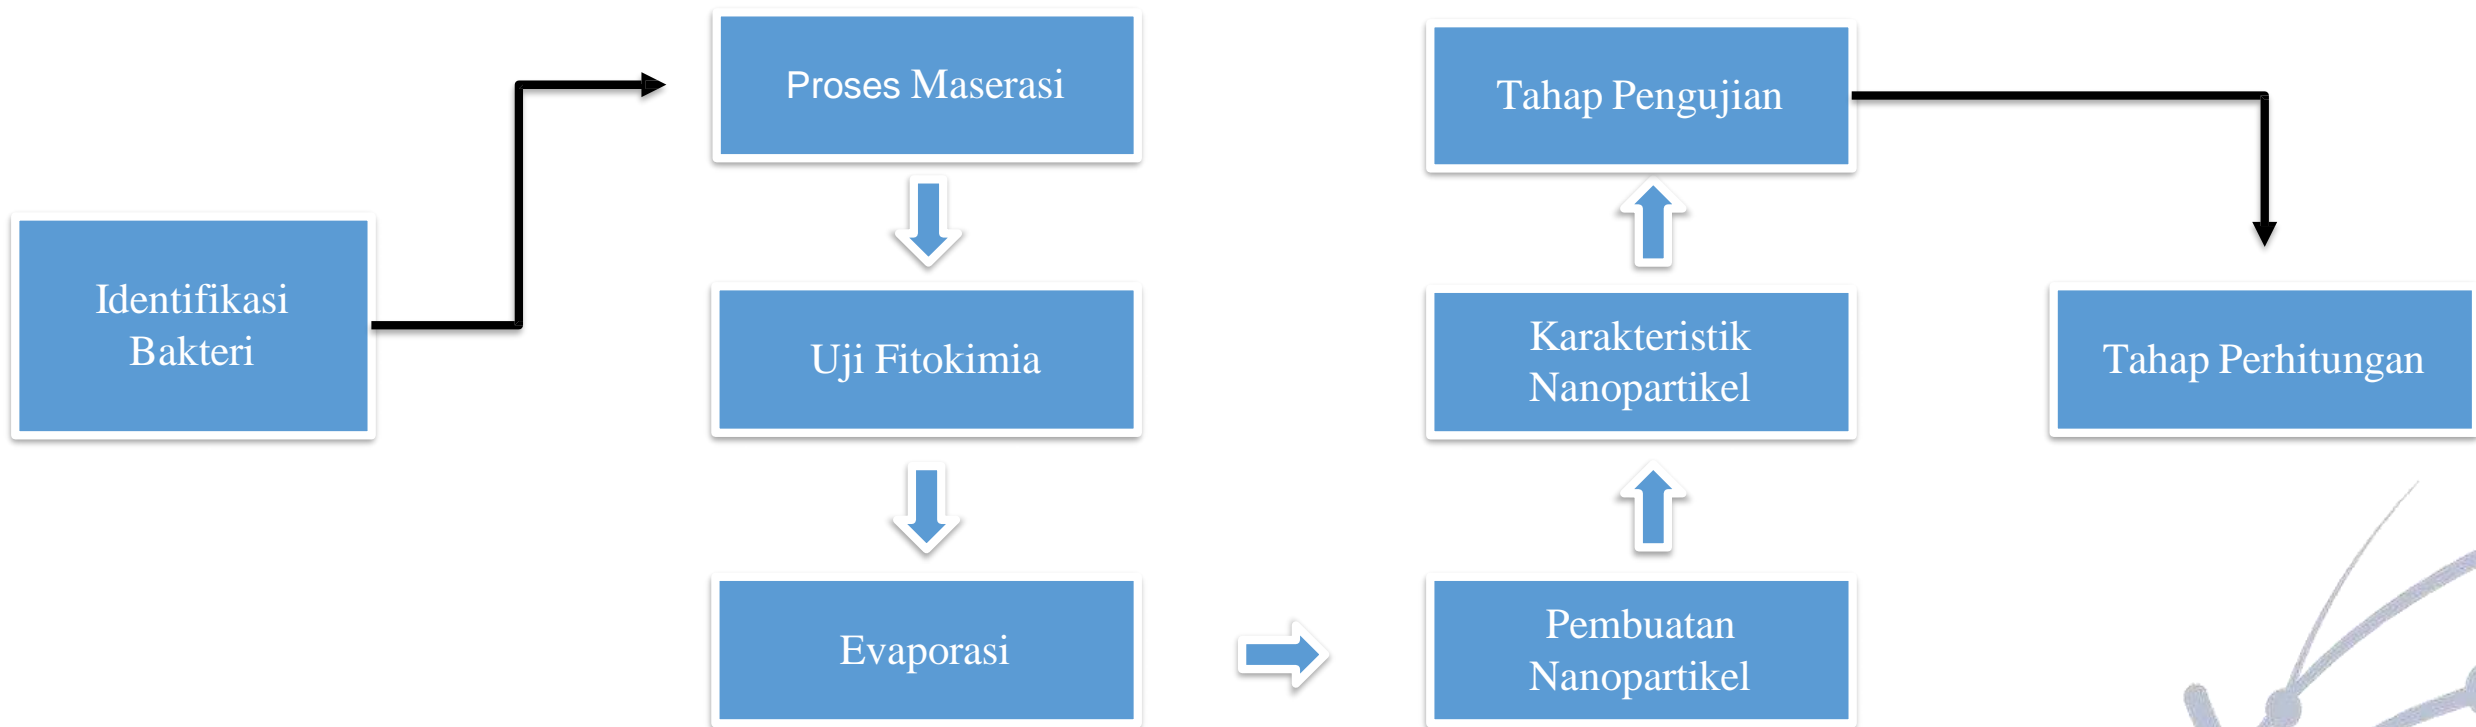 Identifikasi
Bakteri
Proses Maserasi
Uji Fitokimia
Evaporasi
Pembuatan
Nanopartikel
Karakteristik
Nanopartikel
Tahap Pengujian
Tahap Perhitungan